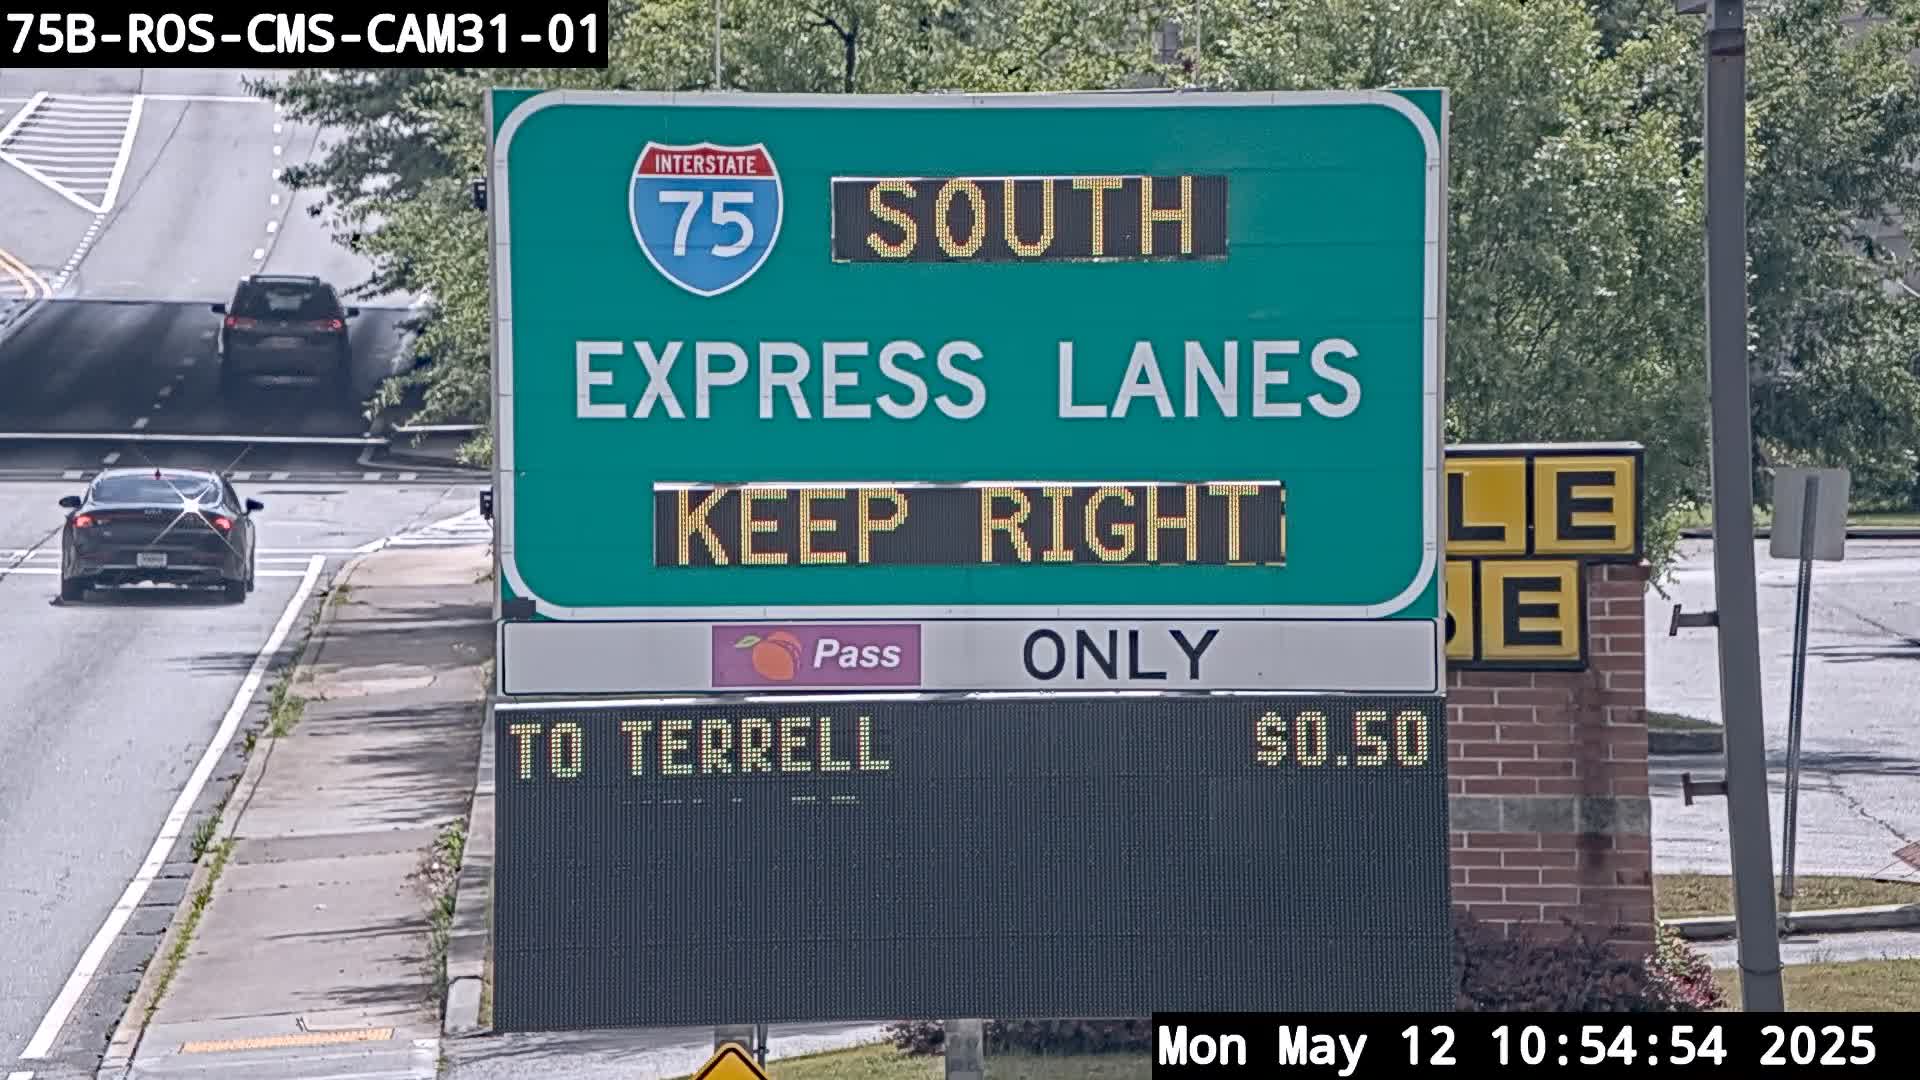 75B-ROS-CMS-CAM31-01
INTERSTATE
75
SOUTH
EXPRESS LANES
KEEP RIGHT
Pass ONLY
TO TERRELL $0.50
LE
E
Mon May 12 10:54:54 2025